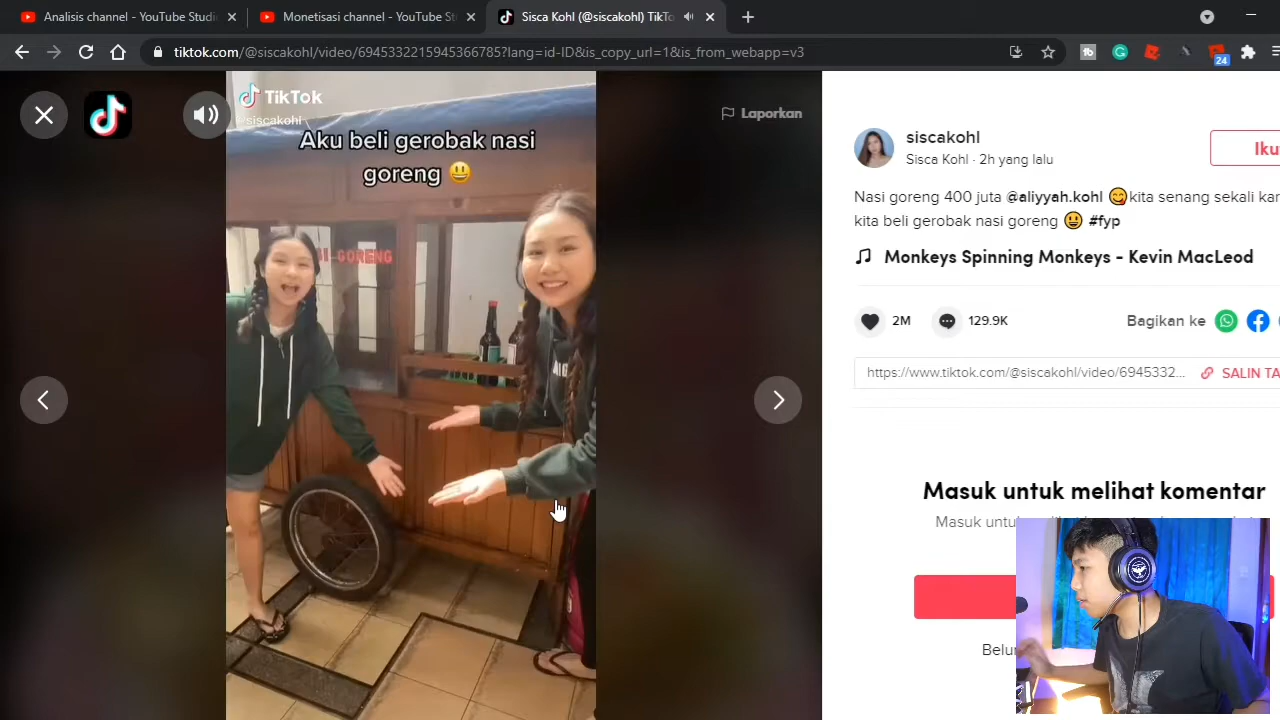 Analisis channel - YouTube Studi
Monetisasi channel - YouTube St
Sisca Kohl (@siscakohl) TikTo
tiktok.com/@siscakohl/video/6945332215945366785?lang=id-ID&is_copy_url=1&is_from_webapp=v3
24
TikTok
siscakohl
Laporkan
Aku beli gerobak nasi
goreng 😃
GORENG
siscakohl
Sisca Kohl · 2h yang lalu
 Iku
Nasi goreng 400 juta @aliyyah.kohl 😋kita senang sekali kar
kita beli gerobak nasi goreng 😃 #fyp
Monkeys Spinning Monkeys - Kevin MacLeod
2M
129.9K
Bagikan ke
https://www.tiktok.com/@siscakohl/video/6945332...
SALIN TA
Masuk untuk melihat komentar
Masuk untu
Belu